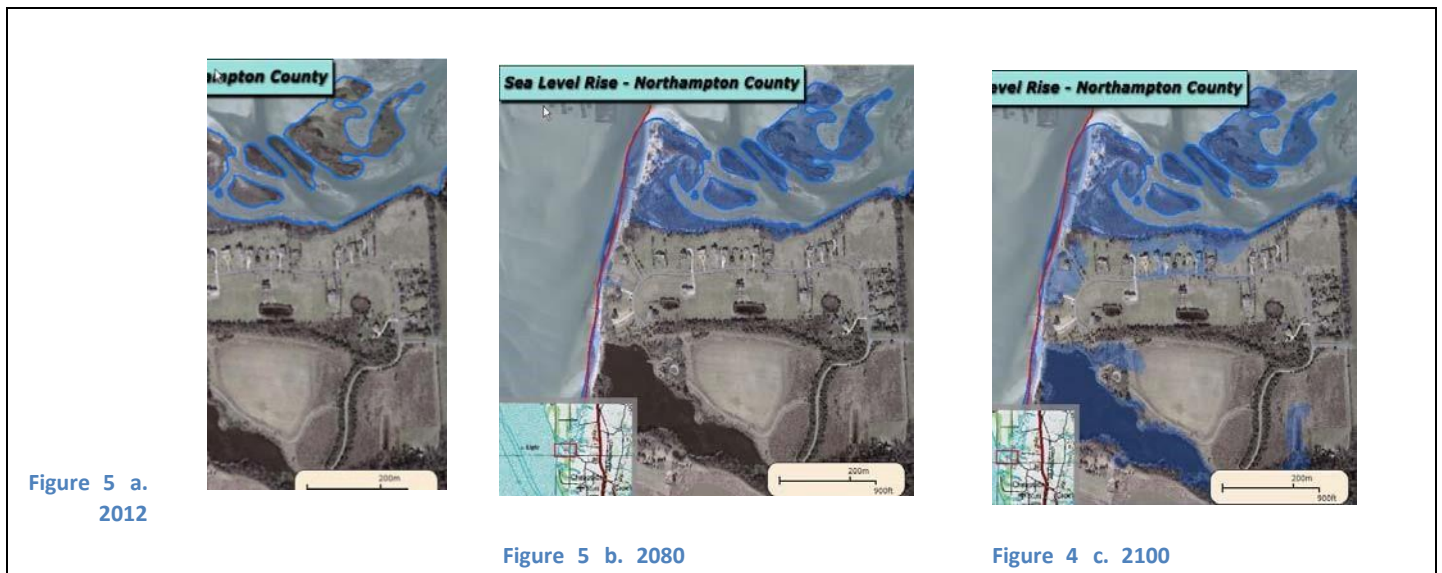 ampton County
Sea Level Rise - Northampton County
evel Rise - Northampton County
200m
200m
900ft
200m
900ft
Figure 5 a.
2012
Figure 5 b. 2080
Figure 4 c. 2100